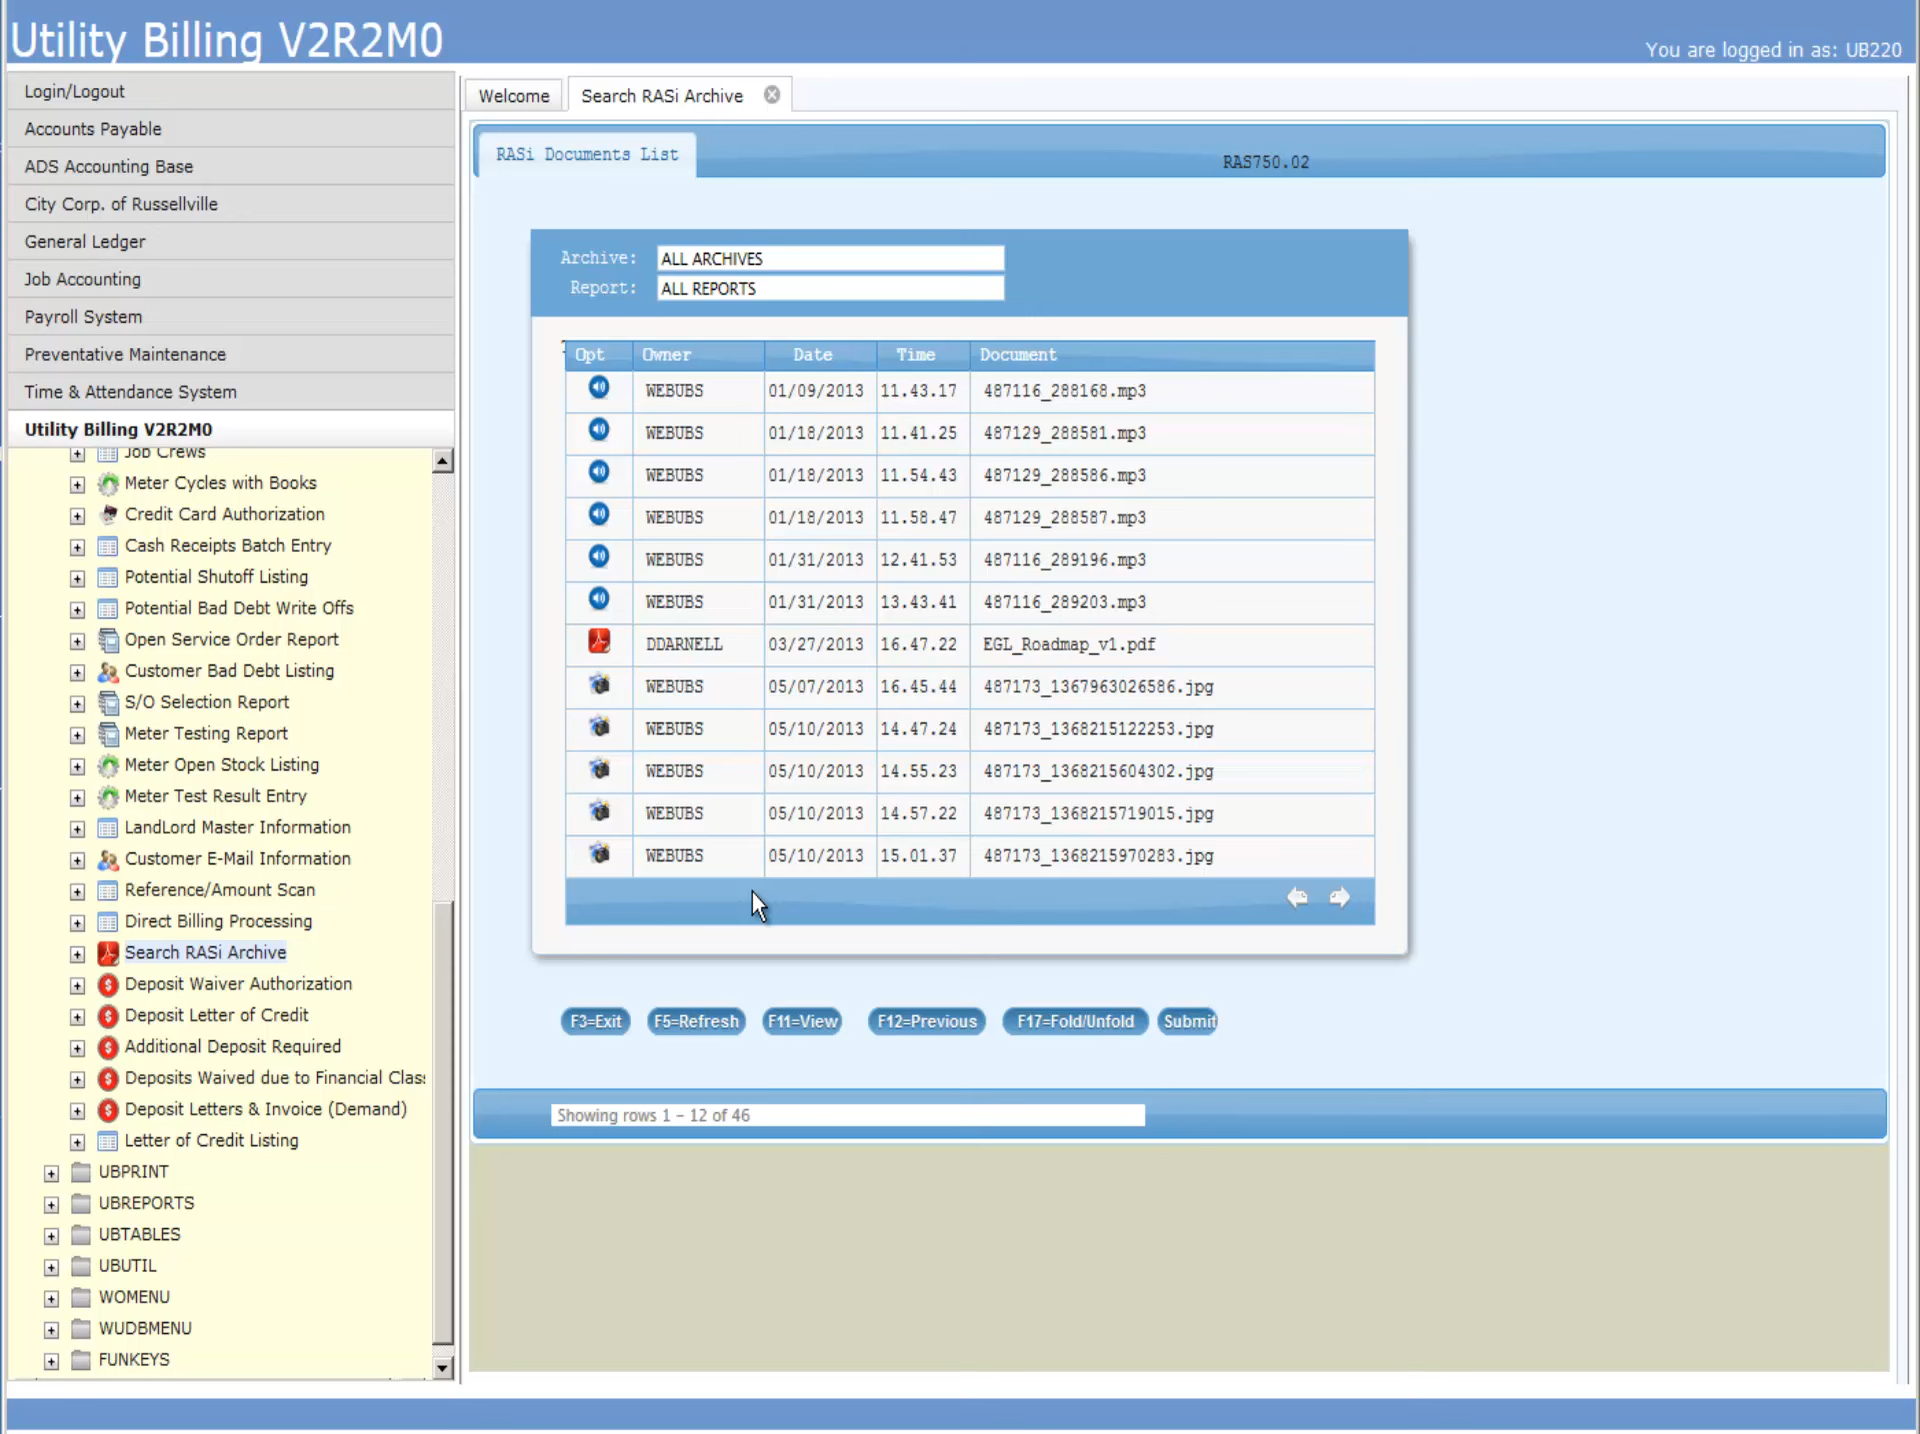 Utility Billing V2R2M0
You are logged in as: UB220
Login/Logout
Accounts Payable
ADS Accounting Base
City Corp. of Russellville
General Ledger
Job Accounting
Payroll System
Preventative Maintenance
Time & Attendance System
Utility Billing V2R2M0
Job Crews
Meter Cycles with Books
Credit Card Authorization
Cash Receipts Batch Entry
Potential Shutoff Listing
Potential Bad Debt Write Offs
Open Service Order Report
Customer Bad Debt Listing
S/O Selection Report
Meter Testing Report
Meter Open Stock Listing
Meter Test Result Entry
LandLord Master Information
Customer E-Mail Information
Reference/Amount Scan
Direct Billing Processing
Search RASi Archive
Deposit Waiver Authorization
Deposit Letter of Credit
Additional Deposit Required
Deposits Waived due to Financial Clas
Deposit Letters & Invoice (Demand)
Letter of Credit Listing
UBPRINT
UBREPORTS
UBTABLES
UBUTIL
WOMENU
WUDBMENU
FUNKEYS
Welcome Search RASi Archive
RASi Documents List RAS750.02
Archive: ALL ARCHIVES
Report: ALL REPORTS
Opt Owner Date Time Document
WEBUBS 01/09/2013 11.43.17 487116_288168.mp3
WEBUBS 01/18/2013 11.41.25 487129_288581.mp3
WEBUBS 01/18/2013 11.54.43 487129_288586.mp3
WEBUBS 01/18/2013 11.58.47 487129_288587.mp3
WEBUBS 01/31/2013 12.41.53 487116_289196.mp3
WEBUBS 01/31/2013 13.43.41 487116_289203.mp3
DDARNELL 03/27/2013 16.47.22 EGL_Roadmap_v1.pdf
WEBUBS 05/07/2013 16.45.44 487173_1367963026586.jpg
WEBUBS 05/10/2013 14.47.24 487173_1368215122253.jpg
WEBUBS 05/10/2013 14.55.23 487173_1368215604302.jpg
WEBUBS 05/10/2013 14.57.22 487173_1368215719015.jpg
WEBUBS 05/10/2013 15.01.37 487173_1368215970283.jpg
F3=Exit F5=Refresh F11=View F12=Previous F17=Fold/Unfold Submit
Showing rows 1 - 12 of 46